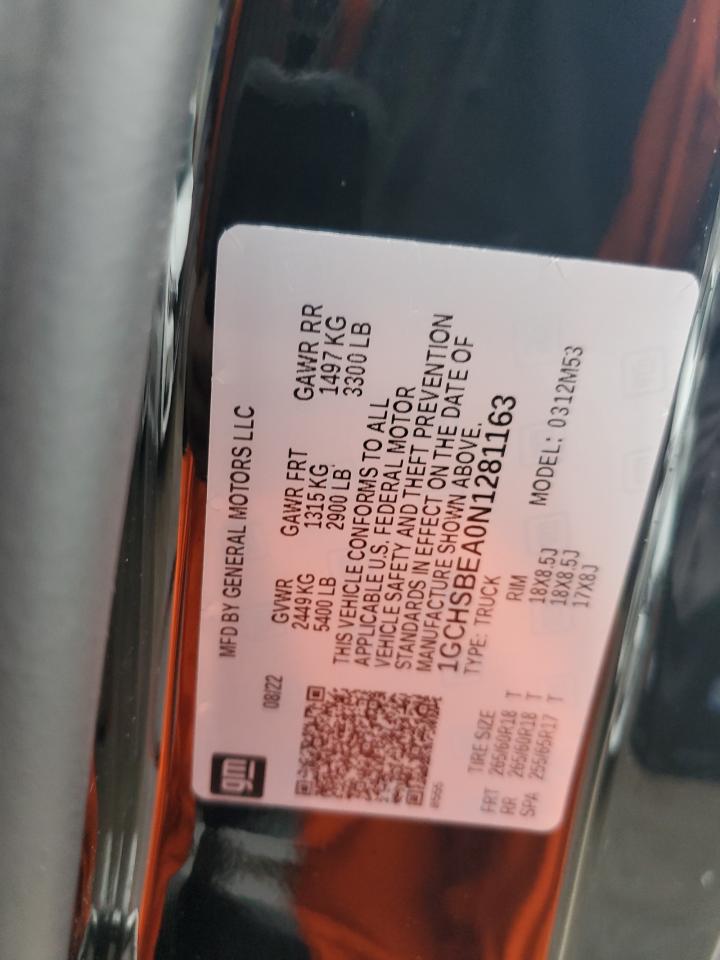 gm
MFD BY GENERAL MOTORS LLC
08/22
GVWR GAWR FRT GAWR RR
2449 KG 1315 KG 1497 KG
5400 LB 2900 LB 3300 LB
THIS VEHICLE CONFORMS TO ALL
APPLICABLE U.S. FEDERAL MOTOR
VEHICLE SAFETY AND THEFT PREVENTION
STANDARDS IN EFFECT ON THE DATE OF
MANUFACTURE SHOWN ABOVE.
1GCHSBEA0N1281163
TYPE: TRUCK
TIRE SIZE RIM MODEL: 0312M53
FRT 265/60R18 T 18X8.5J
RR 265/60R18 T 18X8.5J
SPA 255/65R17 T 17X8J